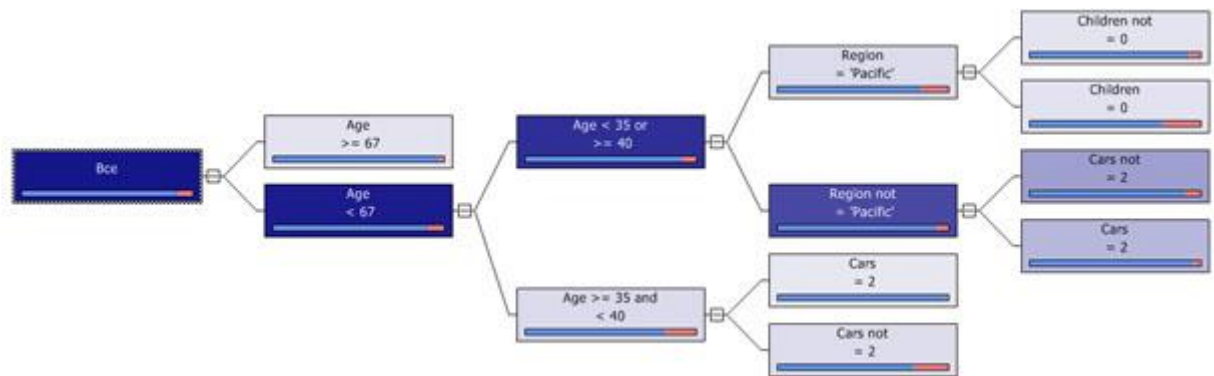 Все
Age
>= 67
Age
< 67
Age < 35 or
>= 40
Age >= 35 and
< 40
Region
= 'Pacific'
Region not
= 'Pacific'
Cars
= 2
Cars not
= 2
Children not
= 0
Children
= 0
Cars not
= 2
Cars
= 2